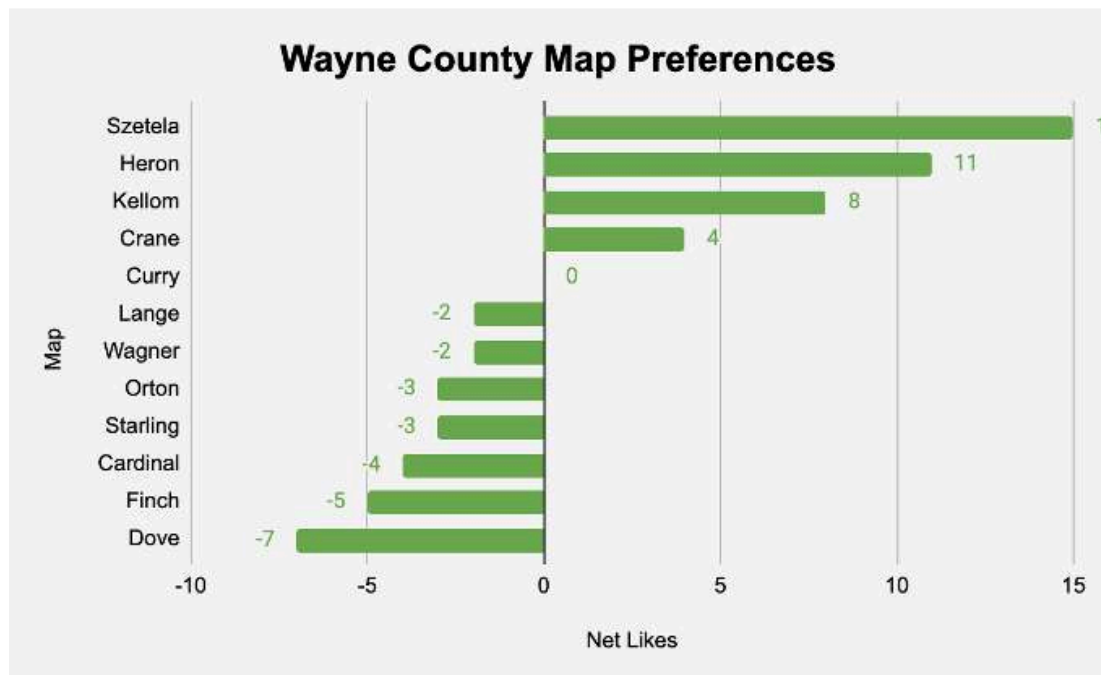 Wayne County Map Preferences
Szetela
Heron 11
Kellom 8
Crane 4
Curry 0
Lange -2
Wagner -2
Orton -3
Starling -3
Cardinal -4
Finch -5
Dove -7
Map
-10 -5 0 5 10 15
Net Likes